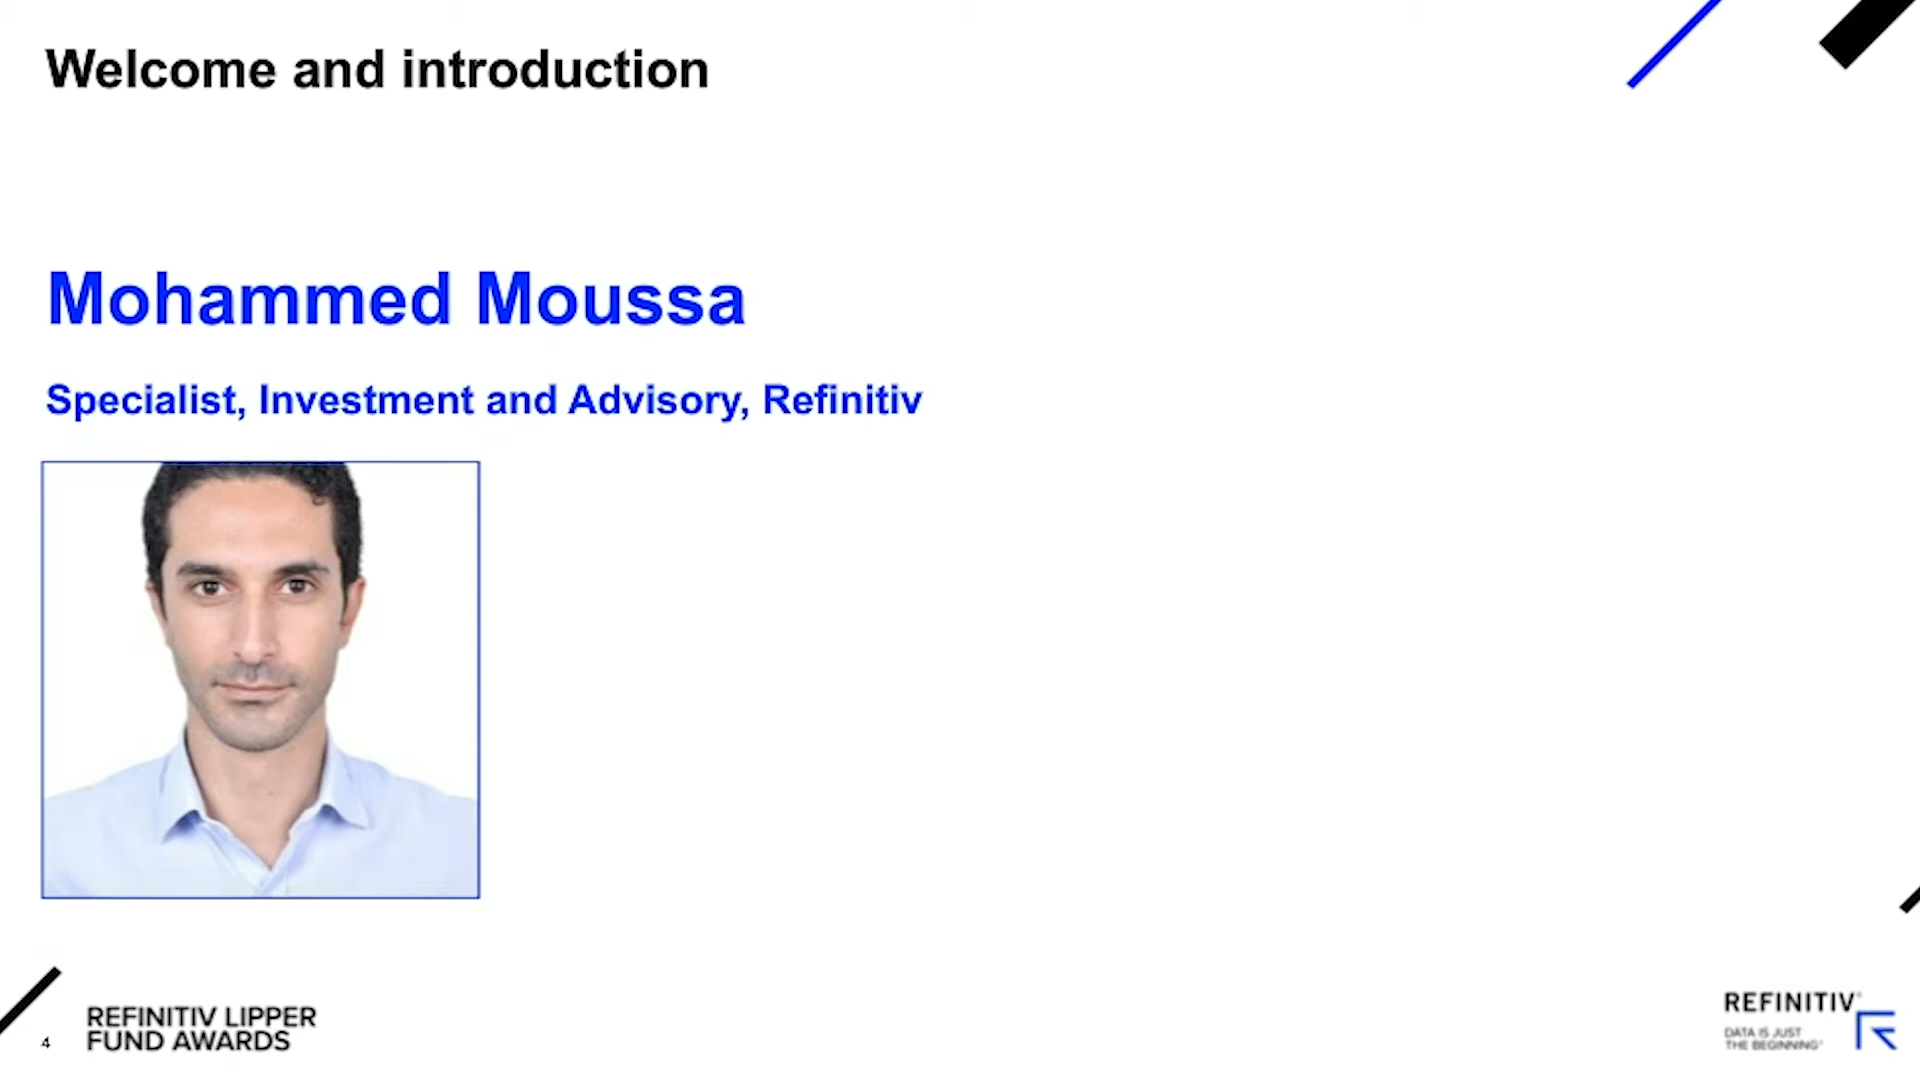 Welcome and introduction
Mohammed Moussa
Specialist, Investment and Advisory, Refinitiv
4
REFINITIV LIPPER
FUND AWARDS
REFINITIV
DATA IS JUST
THE BEGINNING